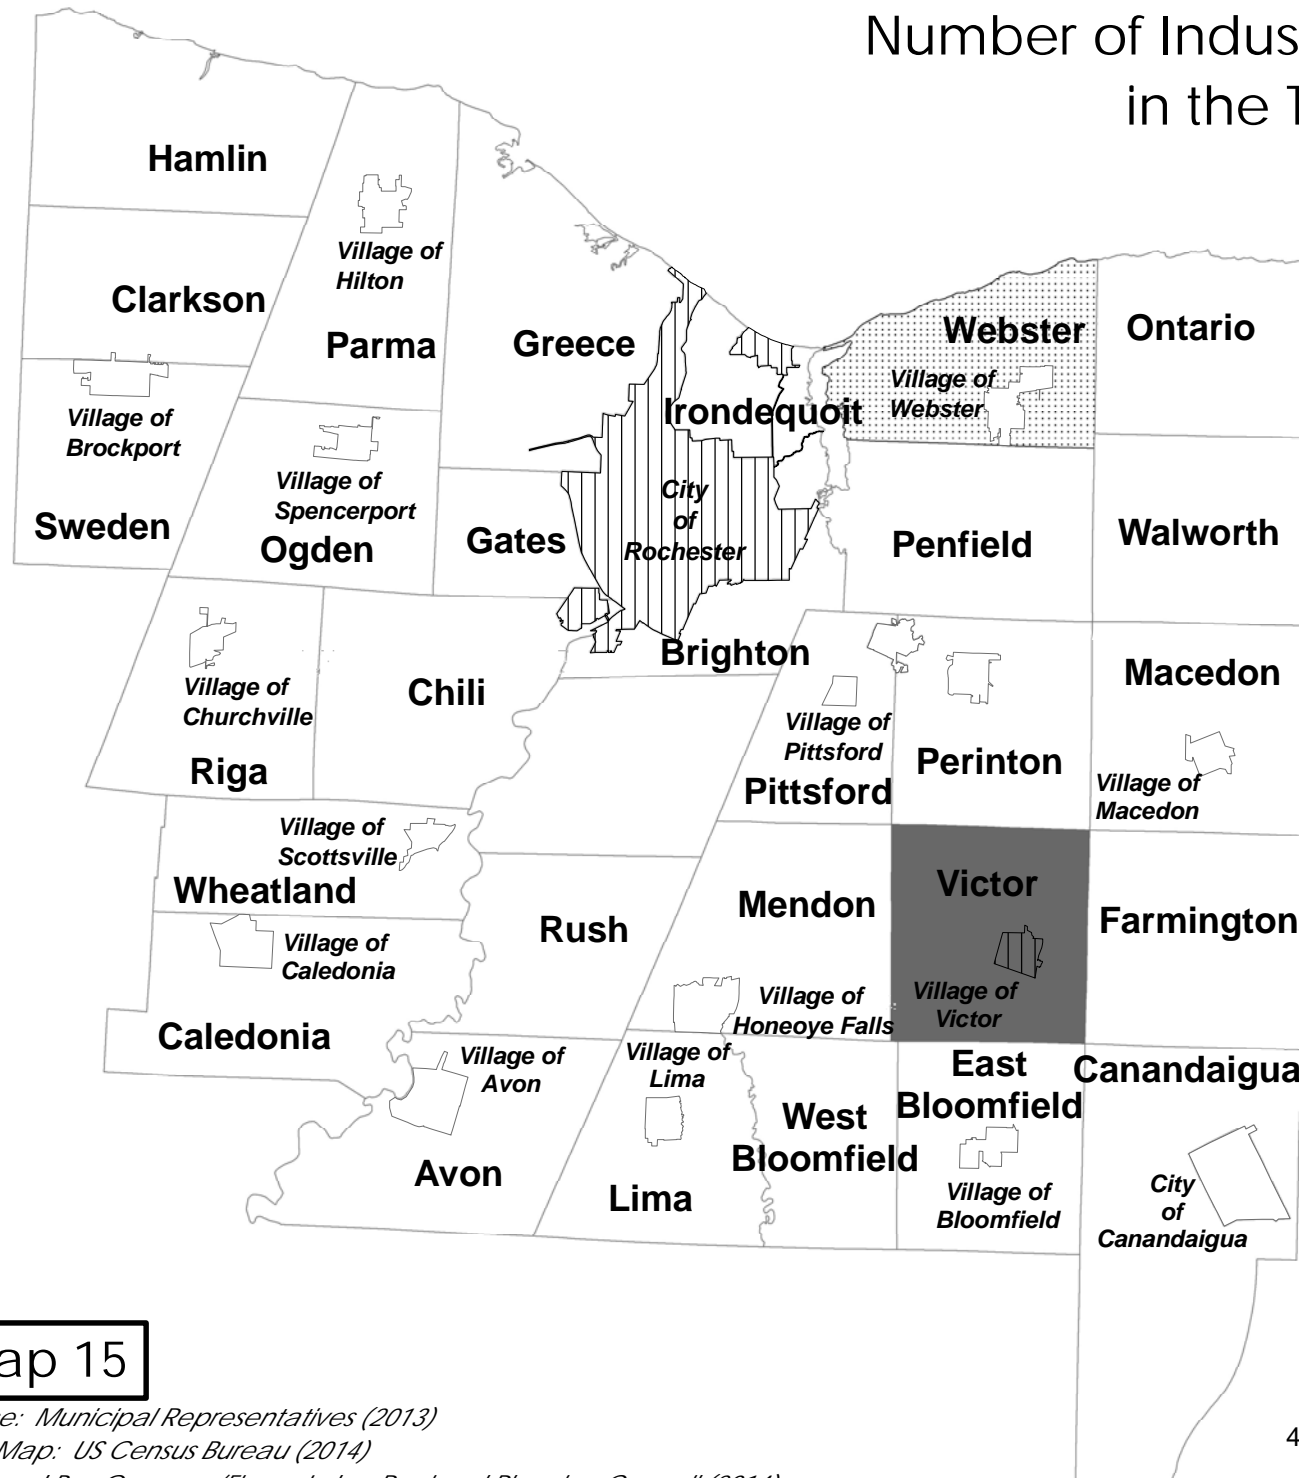 Number of Indus
in the T
Hamlin
Village of
Hilton
Clarkson
Parma
Greece
Webster
Ontario
Village of
Webster
Irondequoit
Village of
Brockport
Village of
Spencerport
City
of
Rochester
Sweden
Ogden
Gates
Penfield
Walworth
Brighton
Macedon
Village of
Churchville
Chili
Village of
Pittsford
Perinton
Riga
Pittsford
Village of
Macedon
Village of
Scottsville
Wheatland
Victor
Mendon
Farmington
Rush
Village of
Caledonia
Village of
Honeoye Falls
Village of
Victor
Caledonia
Village of
Avon
Village of
Lima
East
Bloomfield
Canandaigua
West
Bloomfield
Avon
Lima
Village of
Bloomfield
City
of
Canandaigua
ap 15
e: Municipal Representatives (2013)
Map: US Census Bureau (2014)
4